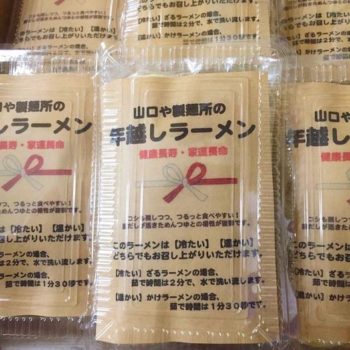 山口や製麺所の
年越しラーメン
健康長寿・家運長命
コシも残しつつ、つるっと食べやすい！
このラーメンは【冷たい】【温かい】
どちらでもお召し上がりいただけます。
【冷たい】ざるラーメンの場合、
茹で時間は2分で、水で洗い流します。
【温かい】かけラーメンの場合、
茹で時間は1分30秒です。